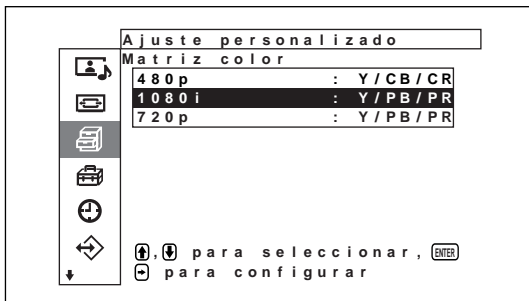 Ajuste personalizado
Matriz color
480p : Y/CB/CR
1080i : Y/PB/PR
720p : Y/PB/PR
, para seleccionar, ENTER
para configurar